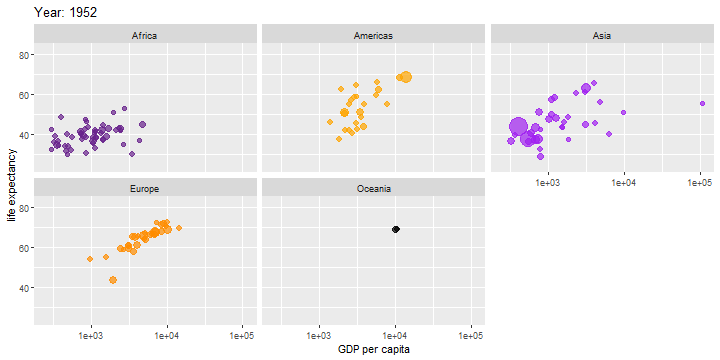 Year: 1952
Africa Americas Asia
80
60
40
1e+03 1e+04 1e+05
Europe Oceania
80
60
40
1e+03 1e+04 1e+05 1e+03 1e+04 1e+05
life expectancy
GDP per capita